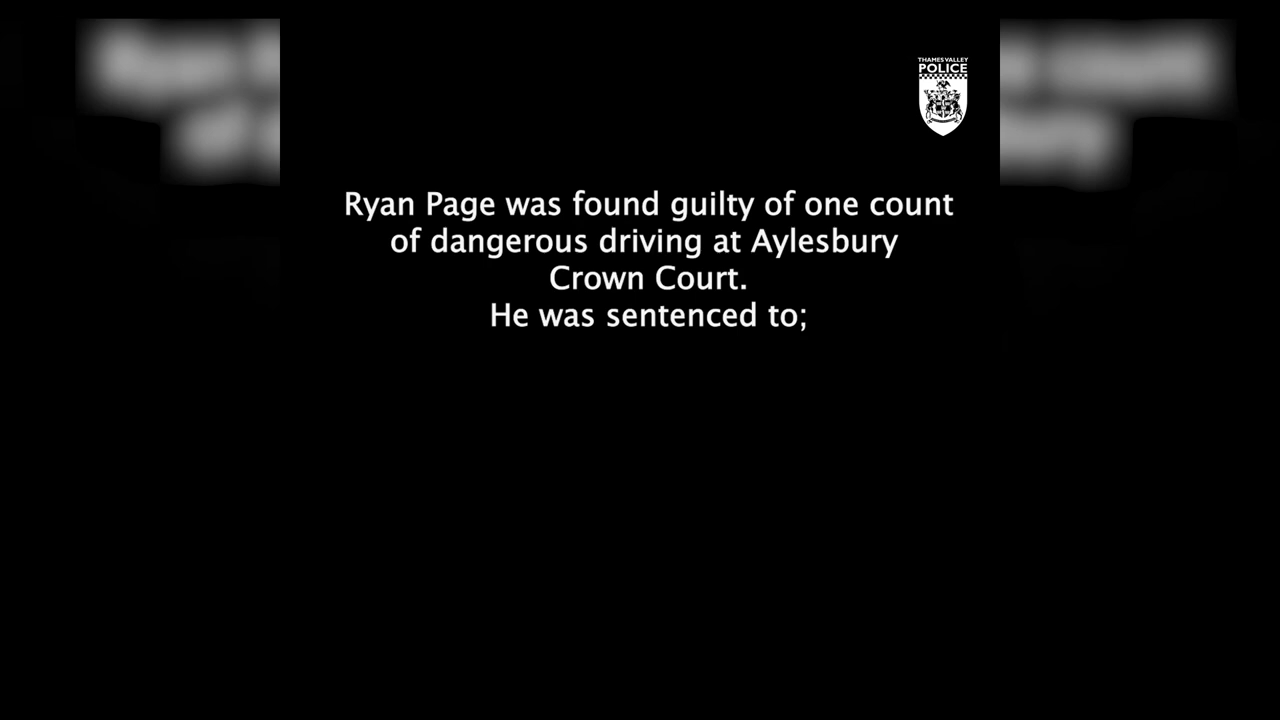 THAMES VALLEY
POLICE
Ryan Page was found guilty of one count
of dangerous driving at Aylesbury
Crown Court.
He was sentenced to;